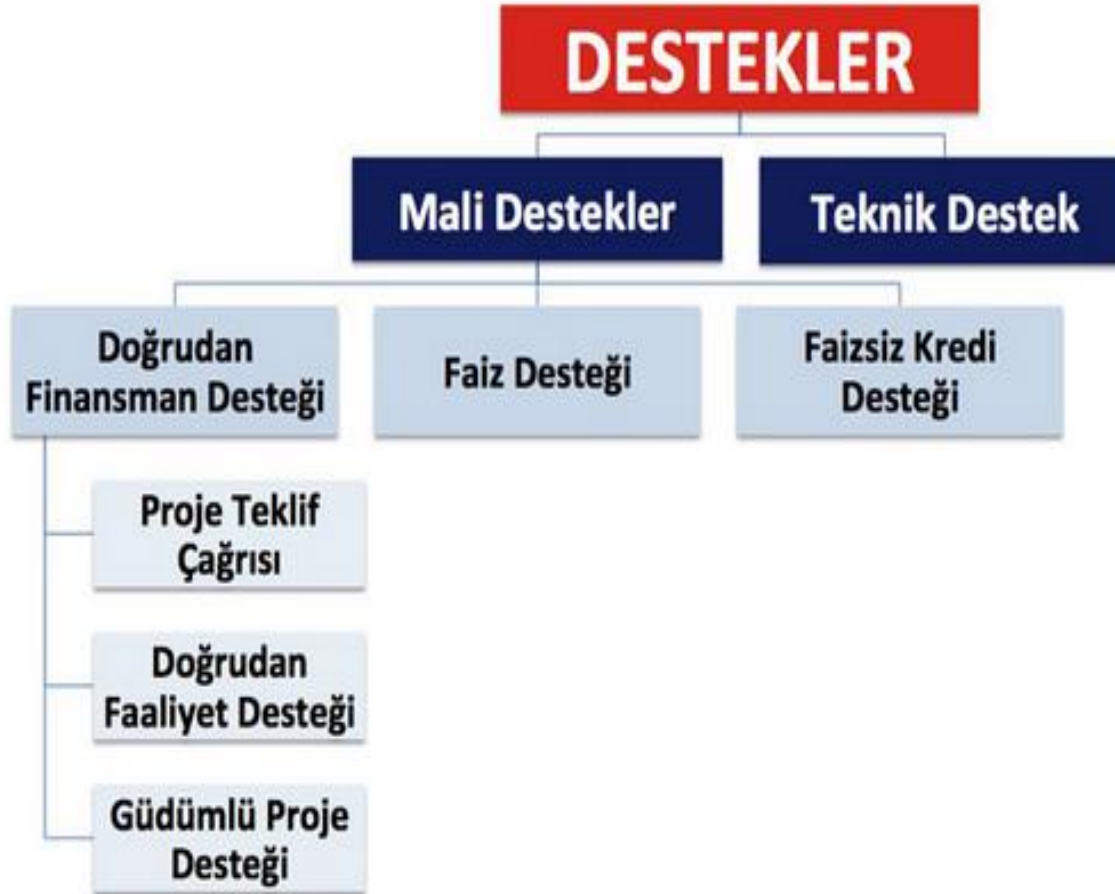 DESTEKLER
Mali Destekler
Teknik Destek
Doğrudan
Finansman Desteği
Faiz Desteği
Faizsiz Kredi
Desteği
Proje Teklif
Çağrısı
Doğrudan
Faaliyet Desteği
Güdümlü Proje
Desteği